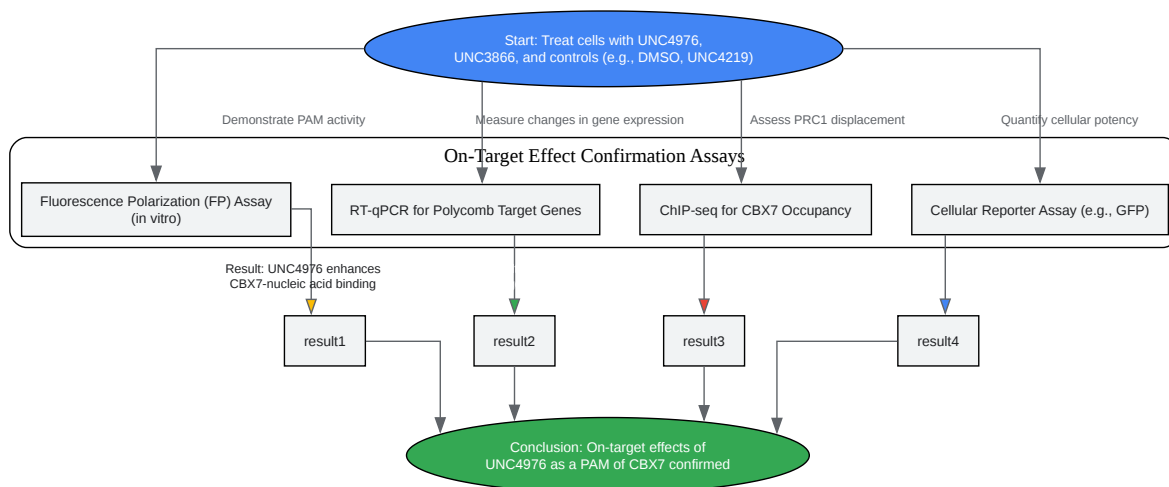 Start: Treat cells with UNC4976,
UNC3866, and controls (e.g., DMSO, UNC4219)
Demonstrate PAM activity
Measure changes in gene expression
Assess PRC1 displacement
Quantify cellular potency
On-Target Effect Confirmation Assays
Fluorescence Polarization (FP) Assay
(in vitro)
RT-qPCR for Polycomb Target Genes
ChIP-seq for CBX7 Occupancy
Cellular Reporter Assay (e.g., GFP)
Result: UNC4976 enhances
CBX7-nucleic acid binding
result1
result2
result3
result4
Conclusion: On-target effects of
UNC4976 as a PAM of CBX7 confirmed